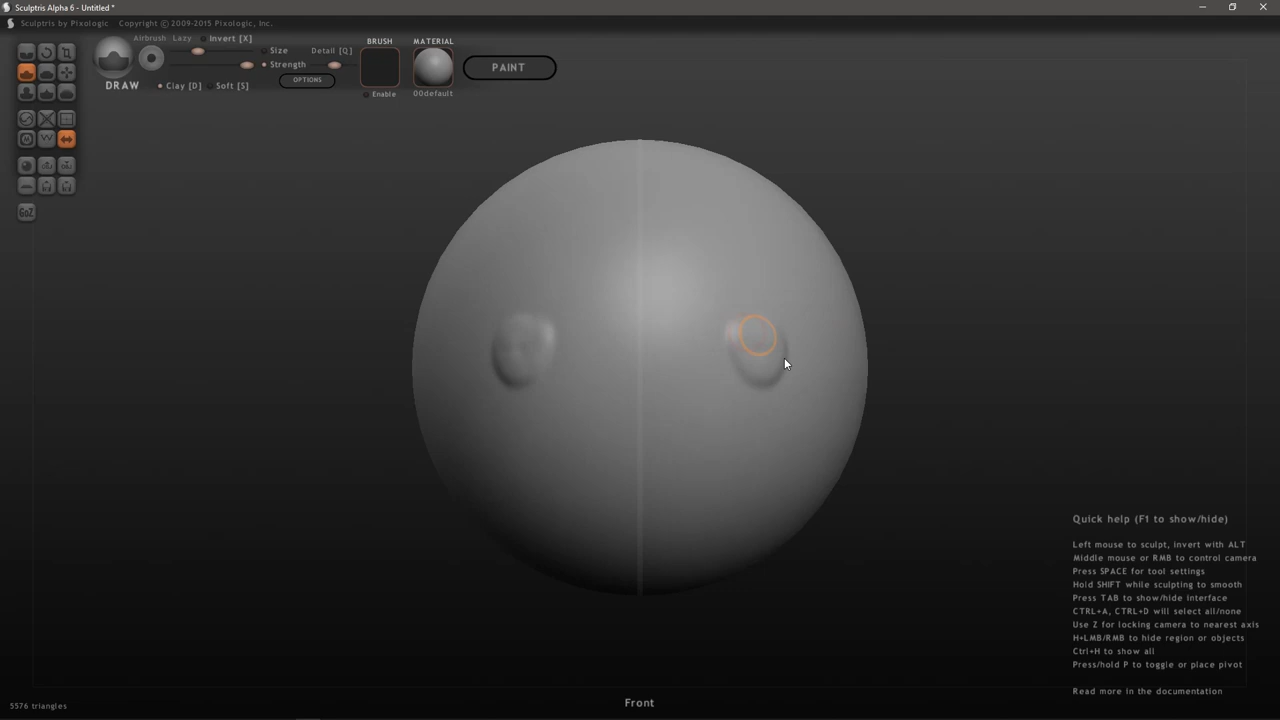 Sculptris Alpha 6 - Untitled *
Sculptris by Pixologic Copyright © 2009-2015 Pixologic, Inc.
Airbrush Lazy Invert [X]
Size Detail [Q]
Strength
OPTIONS
DRAW Clay [D] Soft [S]
BRUSH
Enable
MATERIAL
00default
PAINT
GoZ
Quick help (F1 to show/hide)
Left mouse to sculpt, invert with ALT
Middle mouse or RMB to control camera
Press SPACE for tool settings
Hold SHIFT while sculpting to smooth
Press TAB to show/hide interface
CTRL+A, CTRL+D will select all/none
Use Z for locking camera to nearest axis
H+LMB/RMB to hide region or objects
Ctrl+H to show all
Press/hold P to toggle or place pivot
Read more in the documentation
Front
5576 triangles